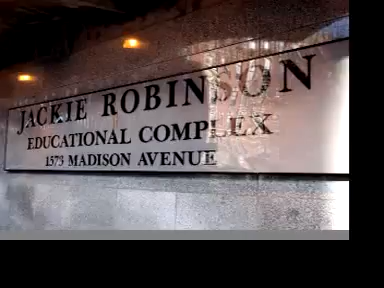 JACKIE ROBINSON
EDUCATIONAL COMPLEX
1573 MADISON AVENUE